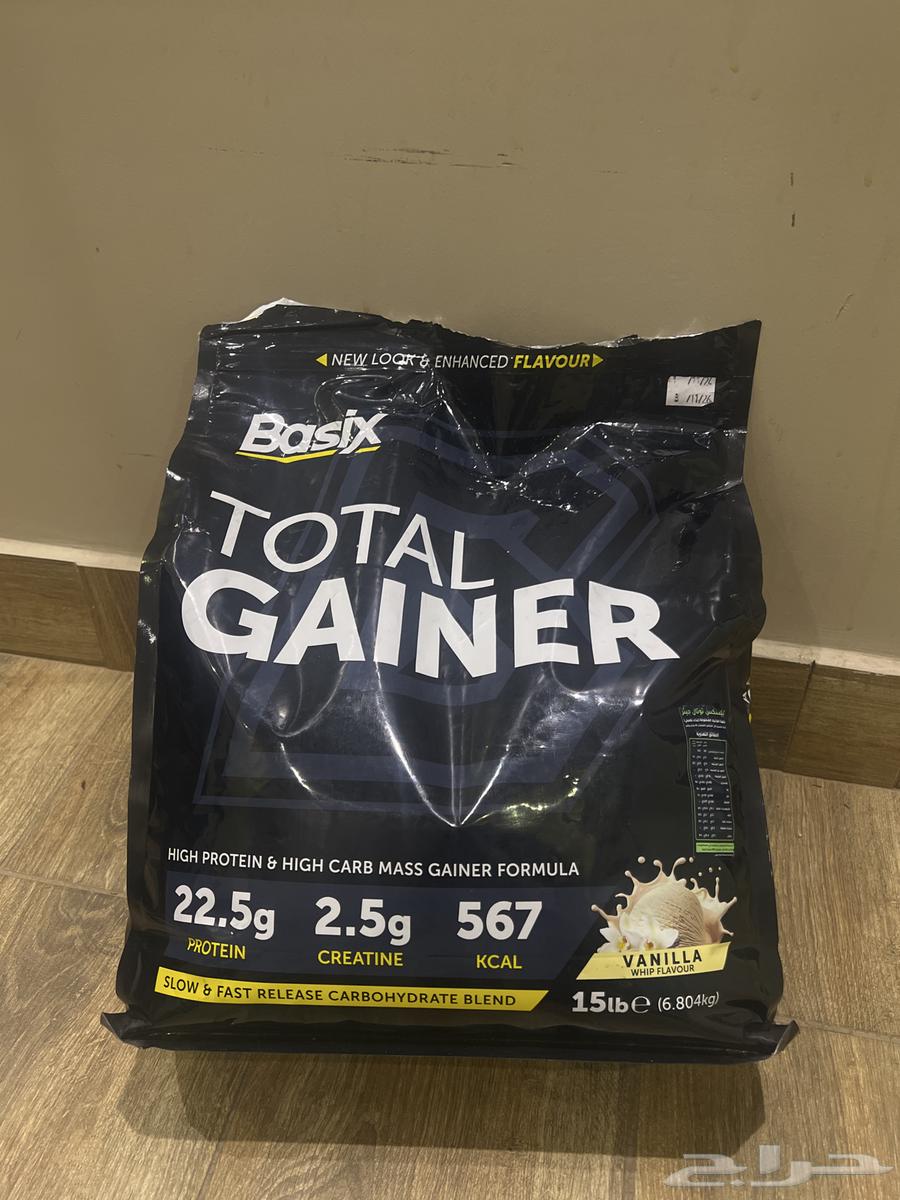 NEW LOOK & ENHANCED FLAVOUR
Basix
TOTAL
GAINER
HIGH PROTEIN & HIGH CARB MASS GAINER FORMULA
22.5g
PROTEIN
2.5g
CREATINE
567
KCAL
VANILLA
WHIP FLAVOUR
SLOW & FAST RELEASE CARBOHYDRATE BLEND
15lb e (6.804kg)
حراج